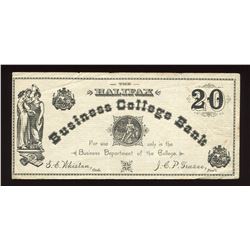 THE
HALIFAX
Business College Bank
20
For use only in the
Business Department of the College.
S. E. Whiston,
J. C. P. Frazee,